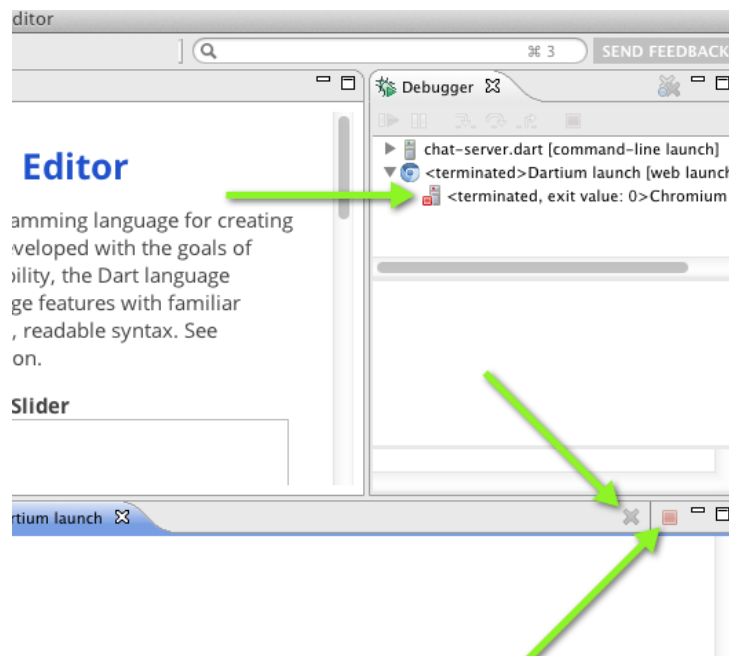 ditor
⌘ 3
SEND FEEDBACK
Debugger
chat-server.dart [command-line launch]
<terminated>Dartium launch [web launch
<terminated, exit value: 0>Chromium
Editor
amming language for creating
veloped with the goals of
bility, the Dart language
ge features with familiar
, readable syntax. See
on.
Slider
rtium launch